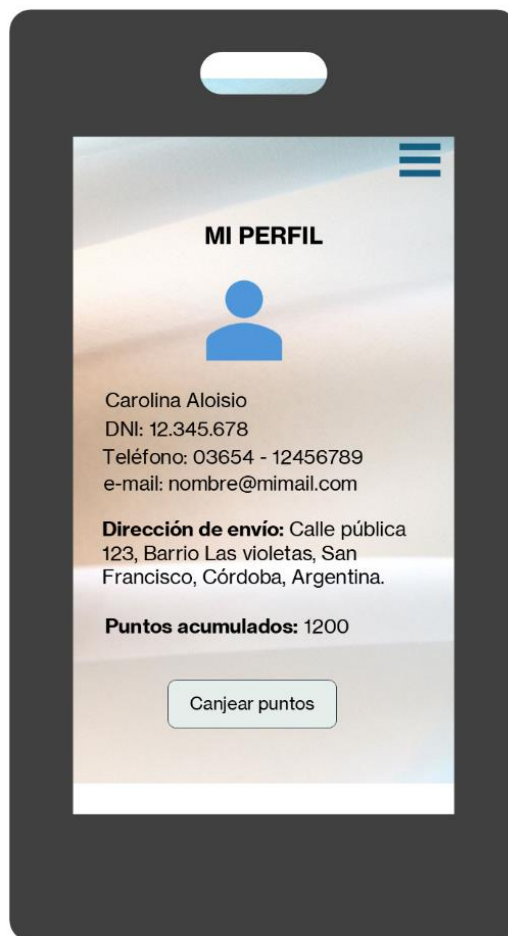 MI PERFIL
Carolina Aloisio
DNI: 12.345.678
Teléfono: 03654 - 12456789
e-mail: nombre@mimail.com
Dirección de envío: Calle pública
123, Barrio Las violetas, San
Francisco, Córdoba, Argentina.
Puntos acumulados: 1200
Canjear puntos